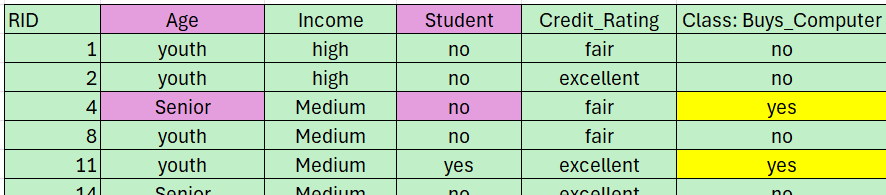 RID Age Income Student Credit_Rating Class: Buys_Computer
1 youth high no fair no
2 youth high no excellent no
4 Senior Medium no fair yes
8 youth Medium no fair no
11 youth Medium yes excellent yes
14 Senior Medium no excellent no